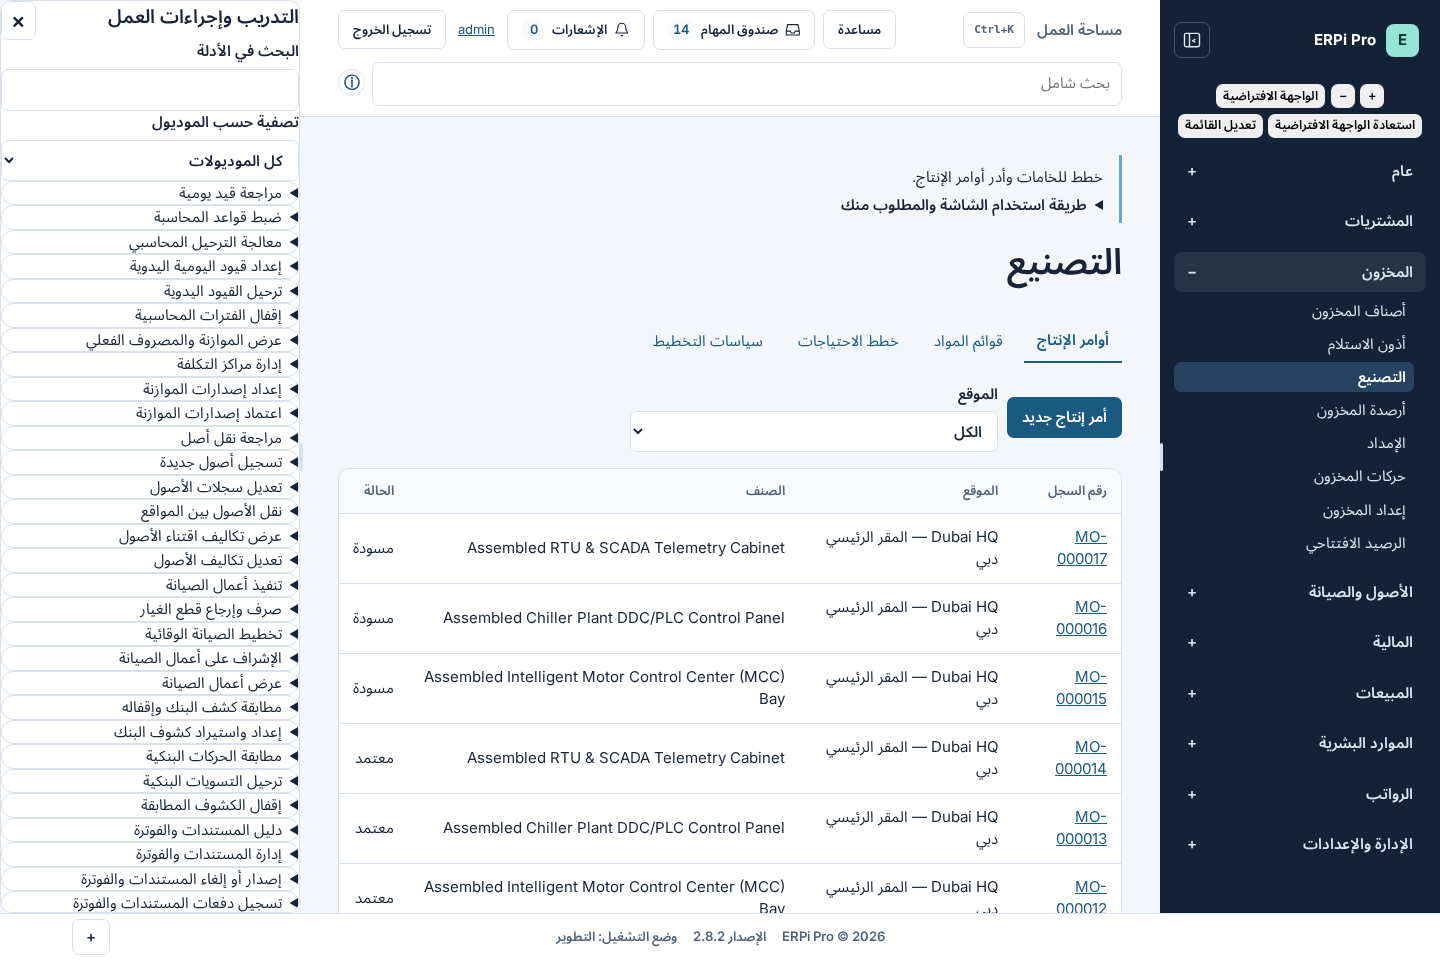 E
ERPi Pro
+
−
الواجهة الافتراضية
استعادة الواجهة الافتراضية
تعديل القائمة
عام
+
المشتريات
+
المخزون
−
أصناف المخزون
أذون الاستلام
التصنيع
أرصدة المخزون
الإمداد
حركات المخزون
إعداد المخزون
الرصيد الافتتاحي
الأصول والصيانة
+
المالية
+
المبيعات
+
الموارد البشرية
+
الرواتب
+
الإدارة والإعدادات
+
مساحة العمل
Ctrl+K
مساعدة
صندوق المهام 14
الإشعارات 0
admin
تسجيل الخروج
بحث شامل
خطط للخامات وأدر أوامر الإنتاج.
طريقة استخدام الشاشة والمطلوب منك
التصنيع
أوامر الإنتاج
قوائم المواد
خطط الاحتياجات
سياسات التخطيط
أمر إنتاج جديد
الموقع
الكل
رقم السجل الموقع الصنف الحالة
MO-000017 Dubai HQ — المقر الرئيسي دبي Assembled RTU & SCADA Telemetry Cabinet مسودة
MO-000016 Dubai HQ — المقر الرئيسي دبي Assembled Chiller Plant DDC/PLC Control Panel مسودة
MO-000015 Dubai HQ — المقر الرئيسي دبي Assembled Intelligent Motor Control Center (MCC) Bay مسودة
MO-000014 Dubai HQ — المقر الرئيسي دبي Assembled RTU & SCADA Telemetry Cabinet معتمد
MO-000013 Dubai HQ — المقر الرئيسي دبي Assembled Chiller Plant DDC/PLC Control Panel معتمد
MO-000012 Dubai HQ — المقر الرئيسي دبي Assembled Intelligent Motor Control Center (MCC) Bay معتمد
التدريب وإجراءات العمل
×
البحث في الأدلة
تصفية حسب الموديول
كل الموديولات
مراجعة قيد يومية
ضبط قواعد المحاسبة
معالجة الترحيل المحاسبي
إعداد قيود اليومية اليدوية
ترحيل القيود اليدوية
إقفال الفترات المحاسبية
عرض الموازنة والمصروف الفعلي
إدارة مراكز التكلفة
إعداد إصدارات الموازنة
اعتماد إصدارات الموازنة
مراجعة نقل أصل
تسجيل أصول جديدة
تعديل سجلات الأصول
نقل الأصول بين المواقع
عرض تكاليف اقتناء الأصول
تعديل تكاليف الأصول
تنفيذ أعمال الصيانة
صرف وإرجاع قطع الغيار
تخطيط الصيانة الوقائية
الإشراف على أعمال الصيانة
عرض أعمال الصيانة
مطابقة كشف البنك وإقفاله
إعداد واستيراد كشوف البنك
مطابقة الحركات البنكية
ترحيل التسويات البنكية
إقفال الكشوف المطابقة
دليل المستندات والفوترة
إدارة المستندات والفوترة
إصدار أو إلغاء المستندات والفوترة
تسجيل دفعات المستندات والفوترة
ERPi Pro © 2026
الإصدار 2.8.2
وضع التشغيل: التطوير
+